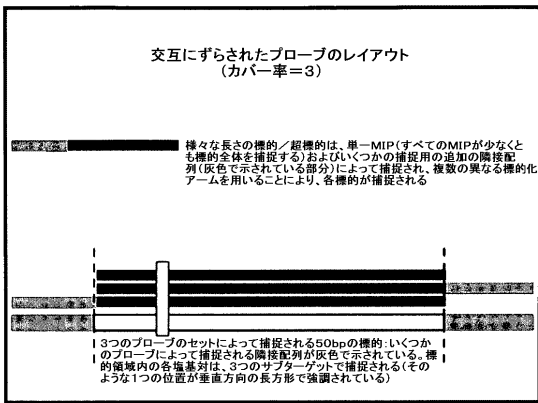 交互にずらされたプローブのレイアウト
(カバー率＝3)
様々な長さの標的／超標的は、単一MIP(すべてのMIPが少なくと
も標的全体を捕捉する)およびいくつかの捕捉用の追加の隣接配
列(灰色で示されている部分)によって捕捉され、複数の異なる標的化
アームを用いることにより、各標的が捕捉される
3つのプローブのセットによって捕捉される50bpの標的：いくつか
のプローブによって捕捉される隣接配列が灰色で示されている。標
的領域内の各塩基対は、3つのサブターゲットで捕捉される(その
ような1つの位置が垂直方向の長方形で強調されている)